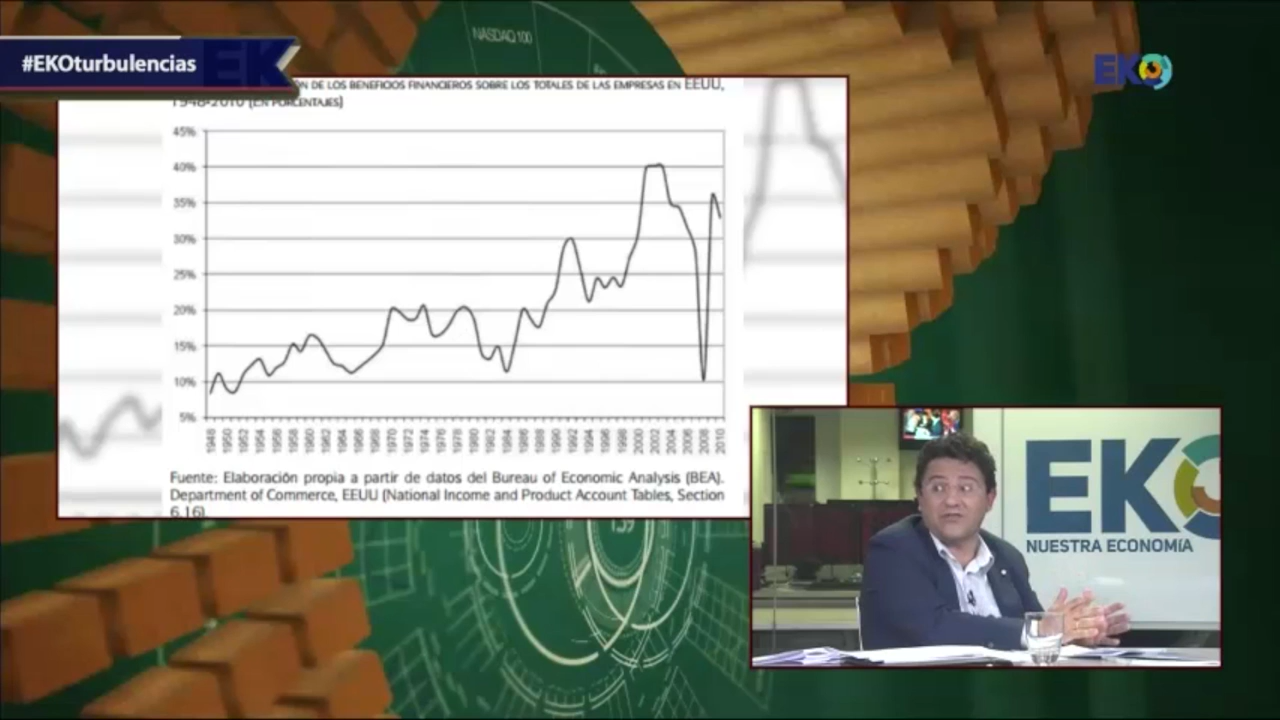 NASDAQ 100
#EKOturbulencias
EK
EKO
DE LOS BENEFICIOS FINANCIEROS SOBRE LOS TOTALES DE LAS EMPRESAS EN EEUU,
1948-2010 (EN PORCENTAJES)
45%
40%
35%
30%
25%
20%
15%
10%
5%
1948 1950 1952 1954 1956 1958 1960 1962 1964 1966 1968 1970 1972 1974 1976 1978 1980 1982 1984 1986 1988 1990 1992 1994 1996 1998 2000 2002 2004 2006 2008 2010
Fuente: Elaboración propia a partir de datos del Bureau of Economic Analysis (BEA).
Department of Commerce, EEUU (National Income and Product Account Tables, Section
6.16)
EKO
NUESTRA ECONOMÍA